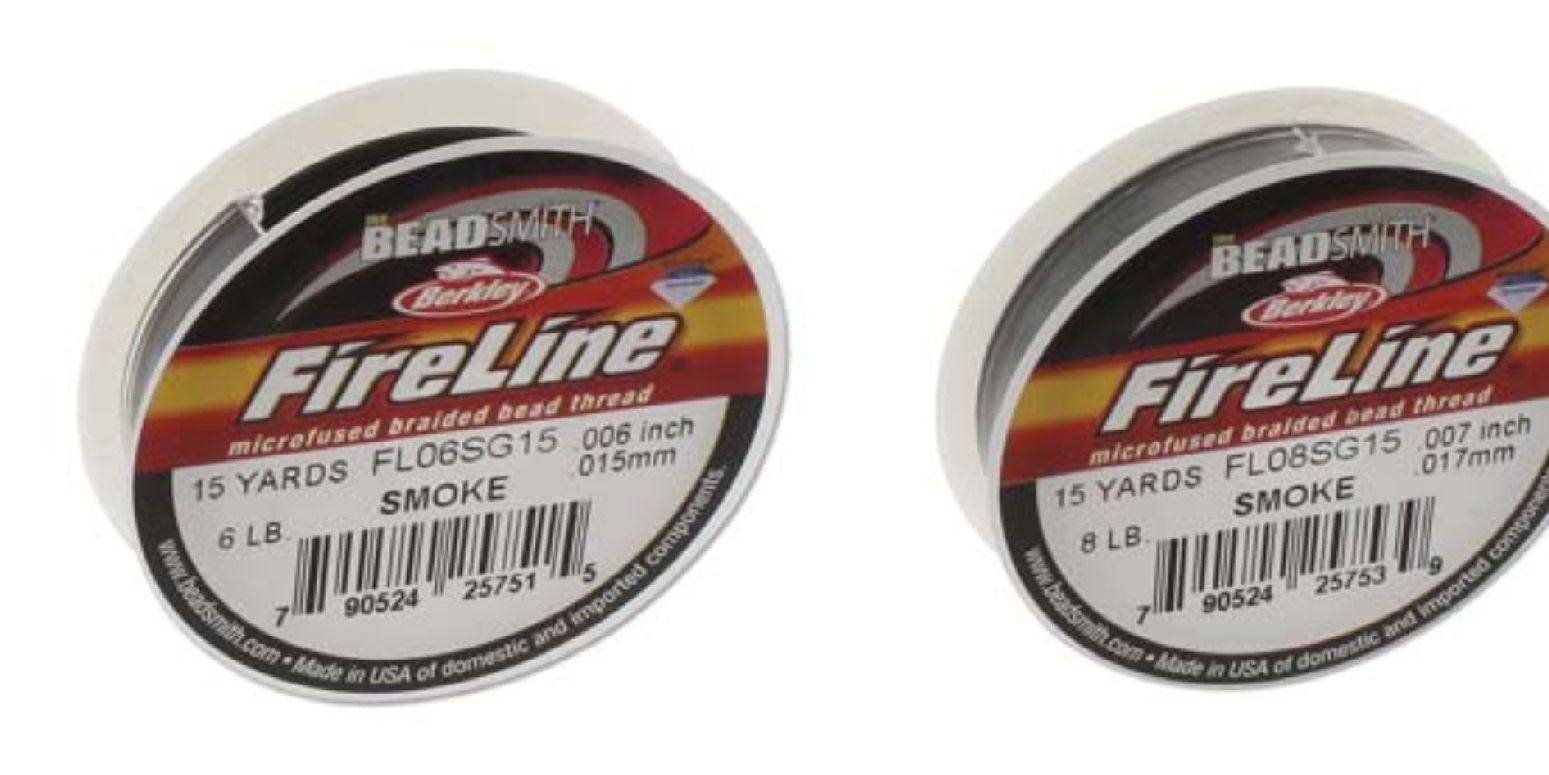 the
BEADSMITH
Berkley
FireLine
microfused braided bead thread
15 YARDS FL06SG15 .006 inch
.015mm
SMOKE
6 LB.
7 90524 25751 5
www.beadsmith.com • Made in USA of domestic and imported components.
the
BEADSMITH
Berkley
FireLine
microfused braided bead thread
15 YARDS FL08SG15 .007 inch
.017mm
SMOKE
8 LB.
7 90524 25753 9
www.beadsmith.com • Made in USA of domestic and imported component